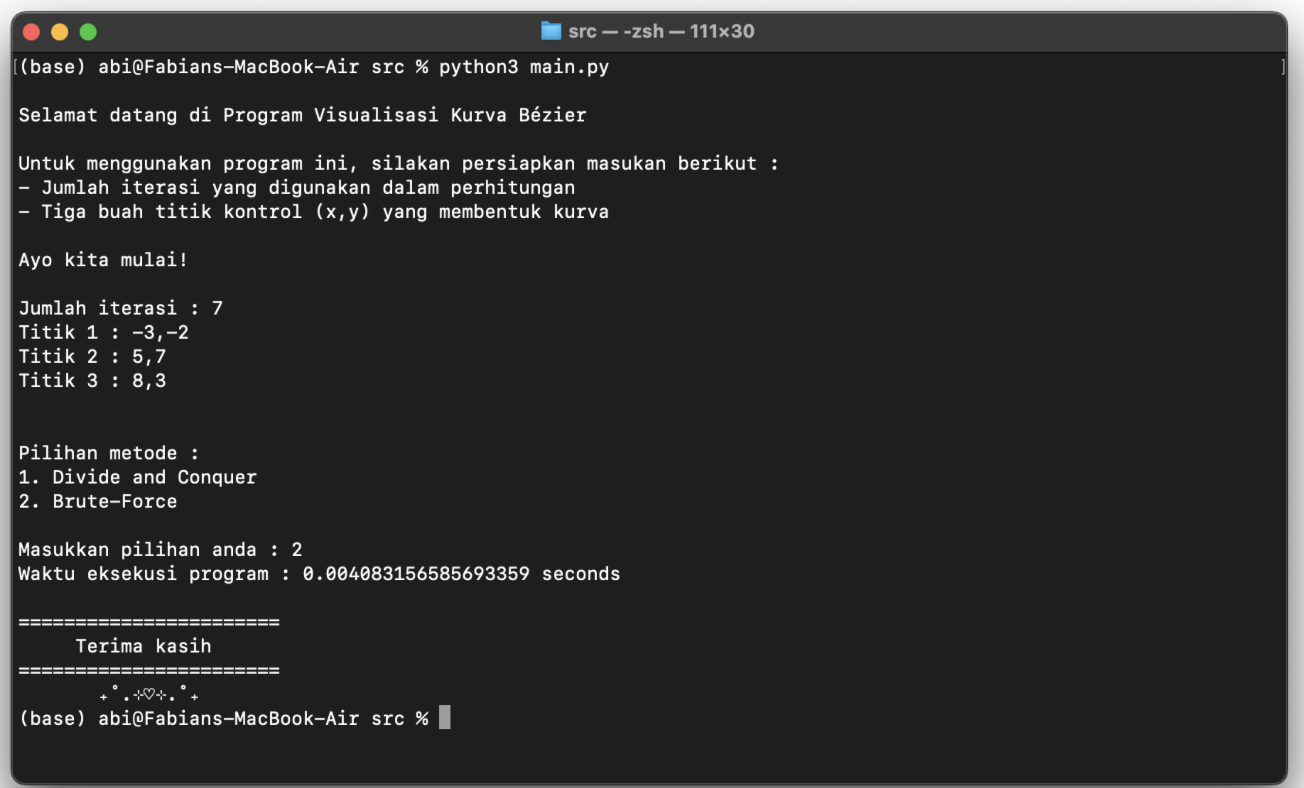 src — -zsh — 111×30
[(base) abi@Fabians-MacBook-Air src % python3 main.py ]
Selamat datang di Program Visualisasi Kurva Bézier
Untuk menggunakan program ini, silakan persiapkan masukan berikut :
- Jumlah iterasi yang digunakan dalam perhitungan
- Tiga buah titik kontrol (x,y) yang membentuk kurva
Ayo kita mulai!
Jumlah iterasi : 7
Titik 1 : -3,-2
Titik 2 : 5,7
Titik 3 : 8,3
Pilihan metode :
1. Divide and Conquer
2. Brute-Force
Masukkan pilihan anda : 2
Waktu eksekusi program : 0.004083156585693359 seconds
=======================
Terima kasih
=======================
₊˚.⊹♡⊹.˚₊
(base) abi@Fabians-MacBook-Air src %